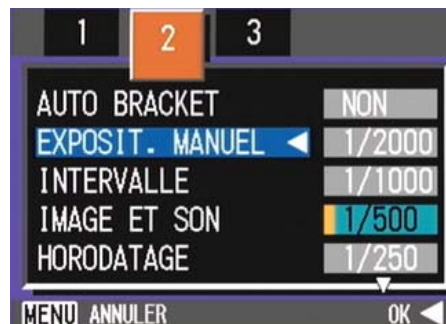 1 2 3
AUTO BRACKET NON
EXPOSIT. MANUEL 1/2000
INTERVALLE 1/1000
IMAGE ET SON 1/500
HORODATAGE 1/250
MENU ANNULER OK